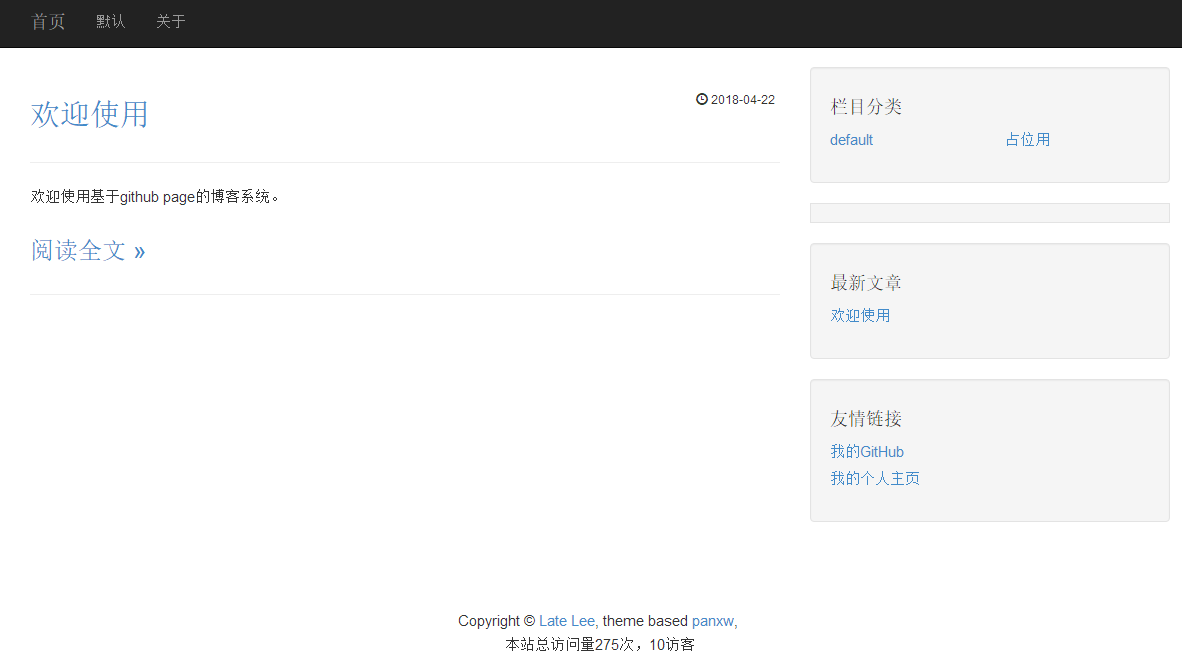 首页 默认 关于
欢迎使用
2018-04-22
欢迎使用基于github page的博客系统。
阅读全文 »
栏目分类
default 占位用
最新文章
欢迎使用
友情链接
我的GitHub
我的个人主页
Copyright © Late Lee, theme based panxw,
本站总访问量275次，10访客